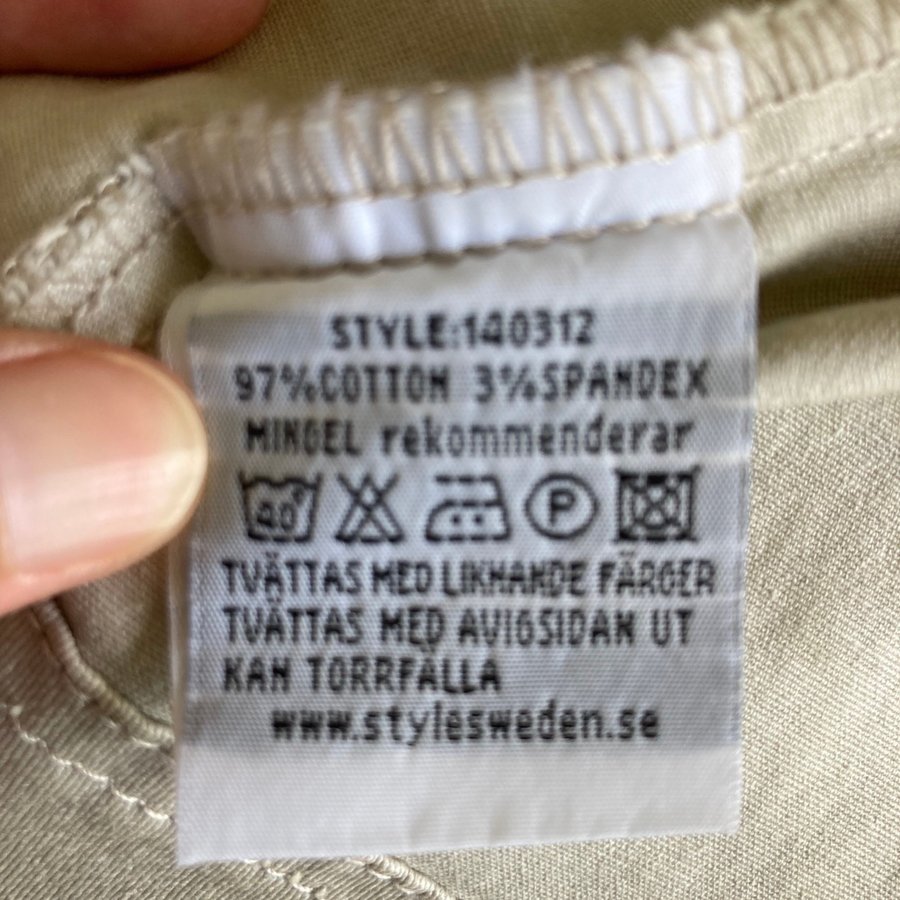 STYLE:140312
97%COTTON 3%SPANDEX
MINGEL rekommenderar
40° P
TVÄTTAS MED LIKNANDE FÄRGER
TVÄTTAS MED AVIGSIDAN UT
KAN TORRFÄLLA
www.stylesweden.se